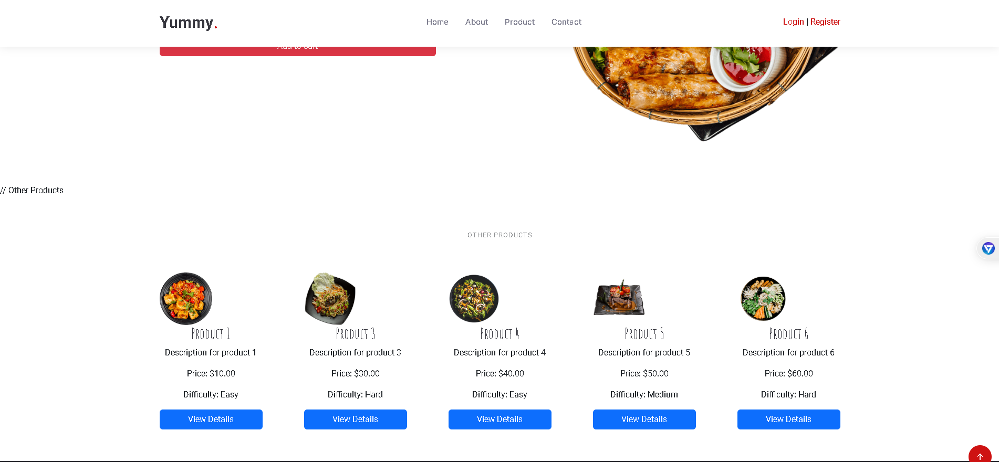 Yummy.
Home About Product Contact
Login | Register
Add to cart
// Other Products
OTHER PRODUCTS
Product 1 Product 3 Product 4 Product 5 Product 6
Description for product 1 Description for product 3 Description for product 4 Description for product 5 Description for product 6
Price: $10.00 Price: $30.00 Price: $40.00 Price: $50.00 Price: $60.00
Difficulty: Easy Difficulty: Hard Difficulty: Easy Difficulty: Medium Difficulty: Hard
View Details View Details View Details View Details View Details